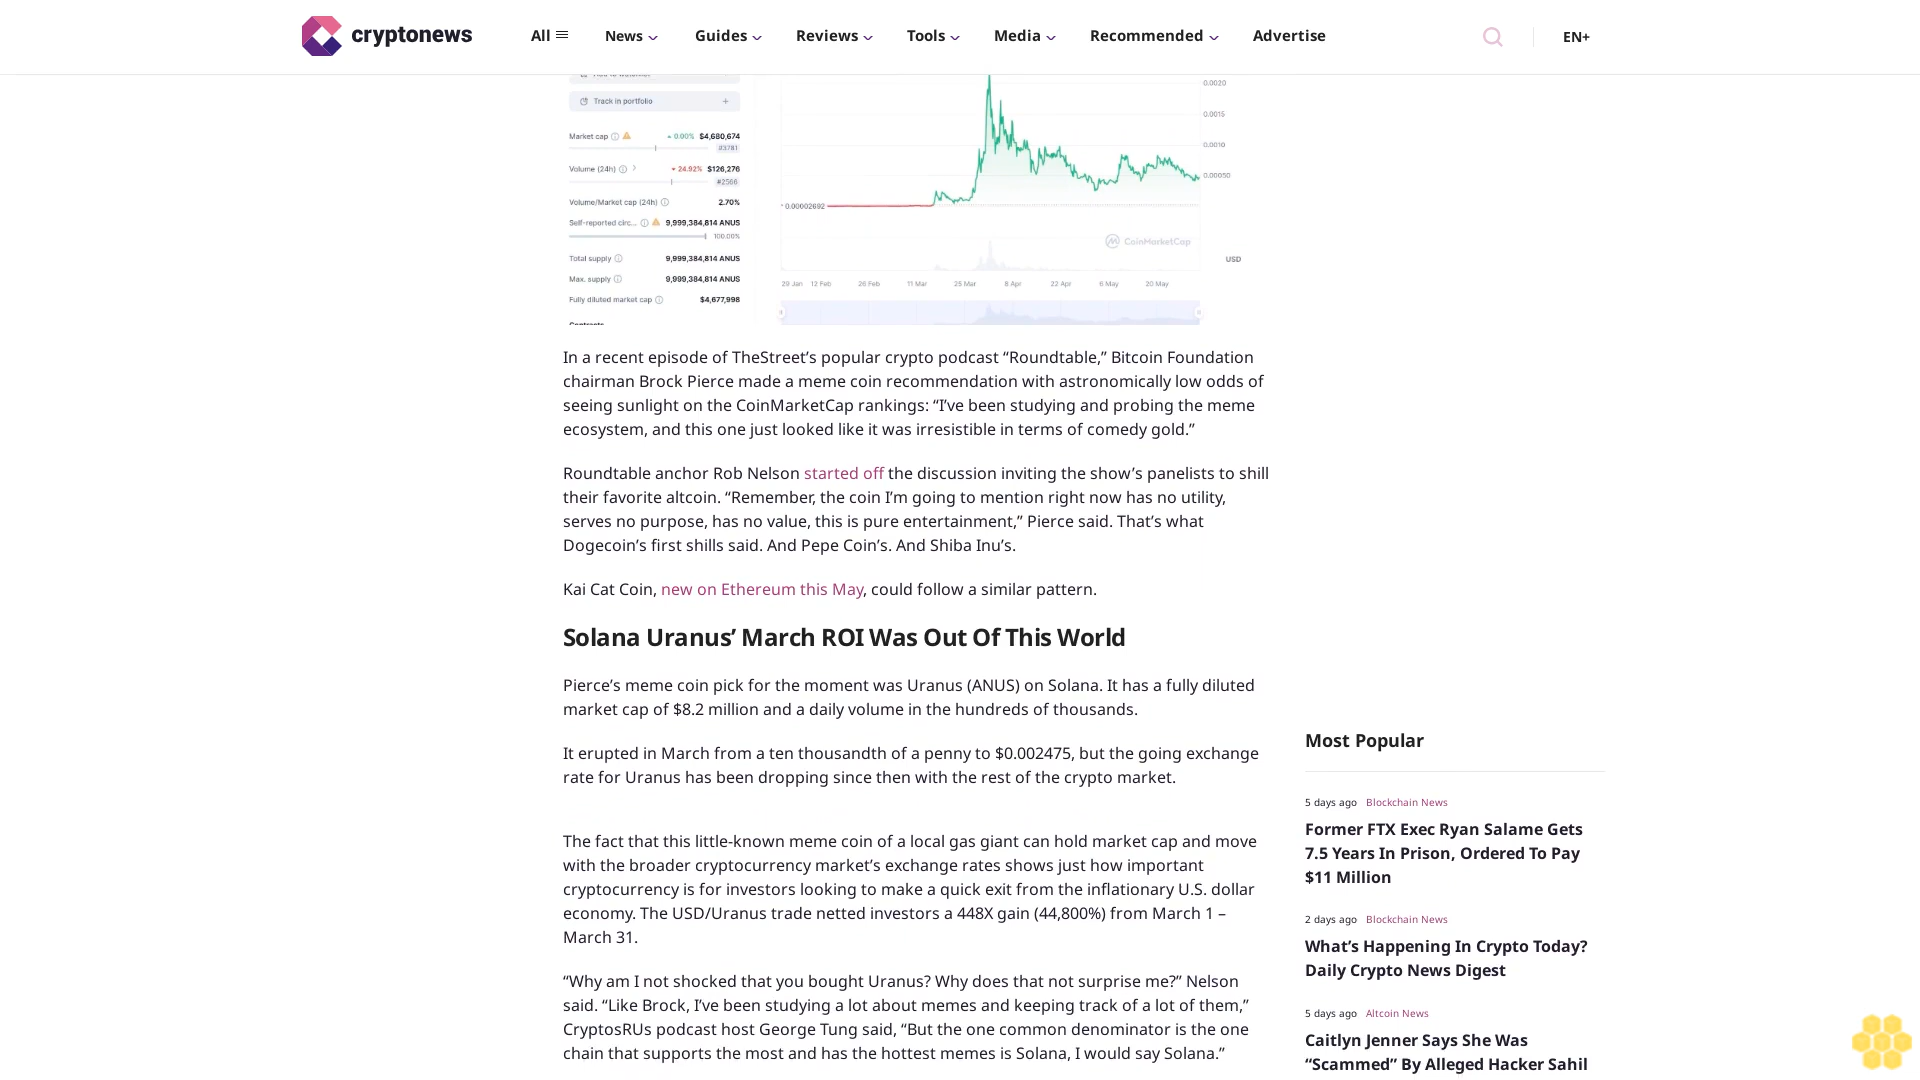 cryptonews
All
News
Guides
Reviews
Tools
Media
Recommended
Advertise
EN+
Track in portfolio +
Market cap 0.00% $4,680,674
#3781
Volume (24h) 24.92% $126,276
#2566
Volume/Market cap (24h) 2.70%
Self-reported circ... 9,999,384,814 ANUS
100.00%
Total supply 9,999,384,814 ANUS
Max. supply 9,999,384,814 ANUS
Fully diluted market cap $4,677,998
0.0020
0.0015
0.0010
0.00050
0.00002692
CoinMarketCap
USD
29 Jan 12 Feb 26 Feb 11 Mar 25 Mar 8 Apr 22 Apr 6 May 20 May
In a recent episode of TheStreet’s popular crypto podcast “Roundtable,” Bitcoin Foundation
chairman Brock Pierce made a meme coin recommendation with astronomically low odds of
seeing sunlight on the CoinMarketCap rankings: “I’ve been studying and probing the meme
ecosystem, and this one just looked like it was irresistible in terms of comedy gold.”
Roundtable anchor Rob Nelson started off the discussion inviting the show’s panelists to shill
their favorite altcoin. “Remember, the coin I’m going to mention right now has no utility,
serves no purpose, has no value, this is pure entertainment,” Pierce said. That’s what
Dogecoin’s first shills said. And Pepe Coin’s. And Shiba Inu’s.
Kai Cat Coin, new on Ethereum this May, could follow a similar pattern.
Solana Uranus’ March ROI Was Out Of This World
Pierce’s meme coin pick for the moment was Uranus (ANUS) on Solana. It has a fully diluted
market cap of $8.2 million and a daily volume in the hundreds of thousands.
It erupted in March from a ten thousandth of a penny to $0.002475, but the going exchange
rate for Uranus has been dropping since then with the rest of the crypto market.
The fact that this little-known meme coin of a local gas giant can hold market cap and move
with the broader cryptocurrency market’s exchange rates shows just how important
cryptocurrency is for investors looking to make a quick exit from the inflationary U.S. dollar
economy. The USD/Uranus trade netted investors a 448X gain (44,800%) from March 1 –
March 31.
“Why am I not shocked that you bought Uranus? Why does that not surprise me?” Nelson
said. “Like Brock, I’ve been studying a lot about memes and keeping track of a lot of them,”
CryptosRUs podcast host George Tung said, “But the one common denominator is the one
chain that supports the most and has the hottest memes is Solana, I would say Solana.”
Most Popular
5 days ago Blockchain News
Former FTX Exec Ryan Salame Gets
7.5 Years In Prison, Ordered To Pay
$11 Million
2 days ago Blockchain News
What’s Happening In Crypto Today?
Daily Crypto News Digest
5 days ago Altcoin News
Caitlyn Jenner Says She Was
“Scammed” By Alleged Hacker Sahil